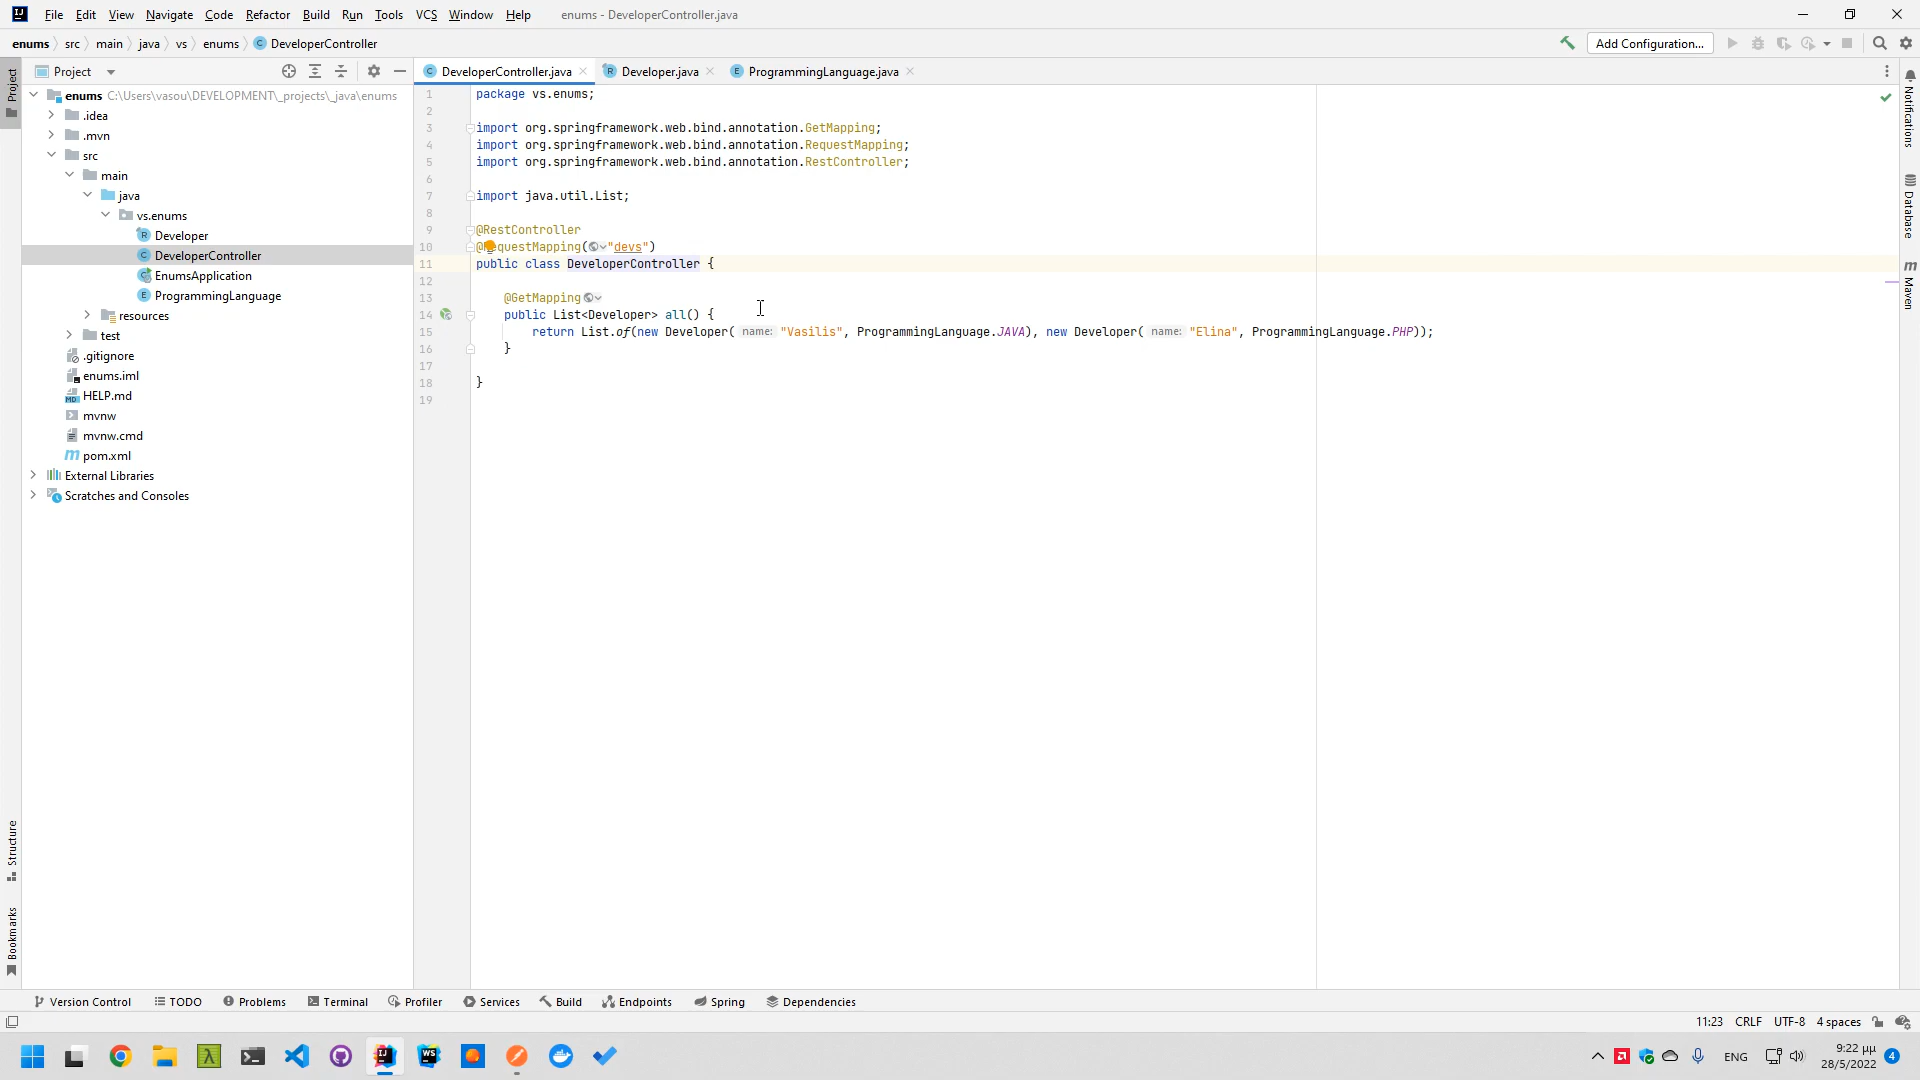 File Edit View Navigate Code Refactor Build Run Tools VCS Window Help enums - DeveloperController.java
enums src main java vs enums DeveloperController Add Configuration...
Project
DeveloperController.java Developer.java ProgrammingLanguage.java
Project
enums C:\Users\vasou\DEVELOPMENT\_projects\_java\enums
.idea
.mvn
src
main
java
vs.enums
Developer
DeveloperController
EnumsApplication
ProgrammingLanguage
resources
test
.gitignore
enums.iml
HELP.md
mvnw
mvnw.cmd
pom.xml
External Libraries
Scratches and Consoles
Structure
Bookmarks
1 package vs.enums;
2
3 import org.springframework.web.bind.annotation.GetMapping;
4 import org.springframework.web.bind.annotation.RequestMapping;
5 import org.springframework.web.bind.annotation.RestController;
6
7 import java.util.List;
8
9 @RestController
10 @RequestMapping("devs")
11 public class DeveloperController {
12
13 @GetMapping
14 public List<Developer> all() {
15 return List.of(new Developer( name: "Vasilis", ProgrammingLanguage.JAVA), new Developer( name: "Elina", ProgrammingLanguage.PHP));
16 }
17
18 }
19
Notifications
Database
Maven
Version Control TODO Problems Terminal Profiler Services Build Endpoints Spring Dependencies
11:23 CRLF UTF-8 4 spaces
ENG 9:22 μμ
28/5/2022 4